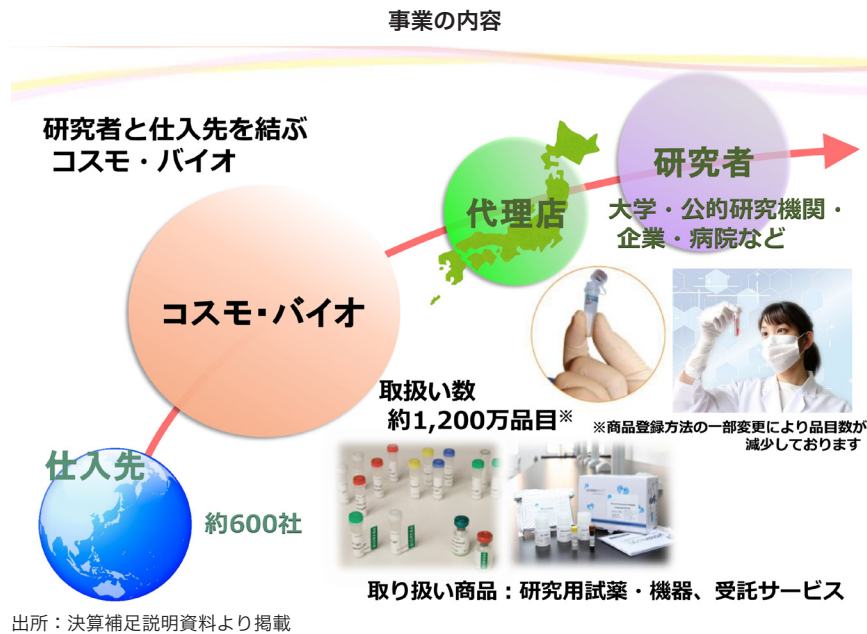 事業の内容
研究者と仕入先を結ぶ
コスモ・バイオ
研究者
代理店
大学・公的研究機関・
企業・病院など
コスモ・バイオ
取扱い数
約1,200万品目※
※商品登録方法の一部変更により品目数が
減少しております
仕入先
約600社
取り扱い商品：研究用試薬・機器、受託サービス
出所：決算補足説明資料より掲載